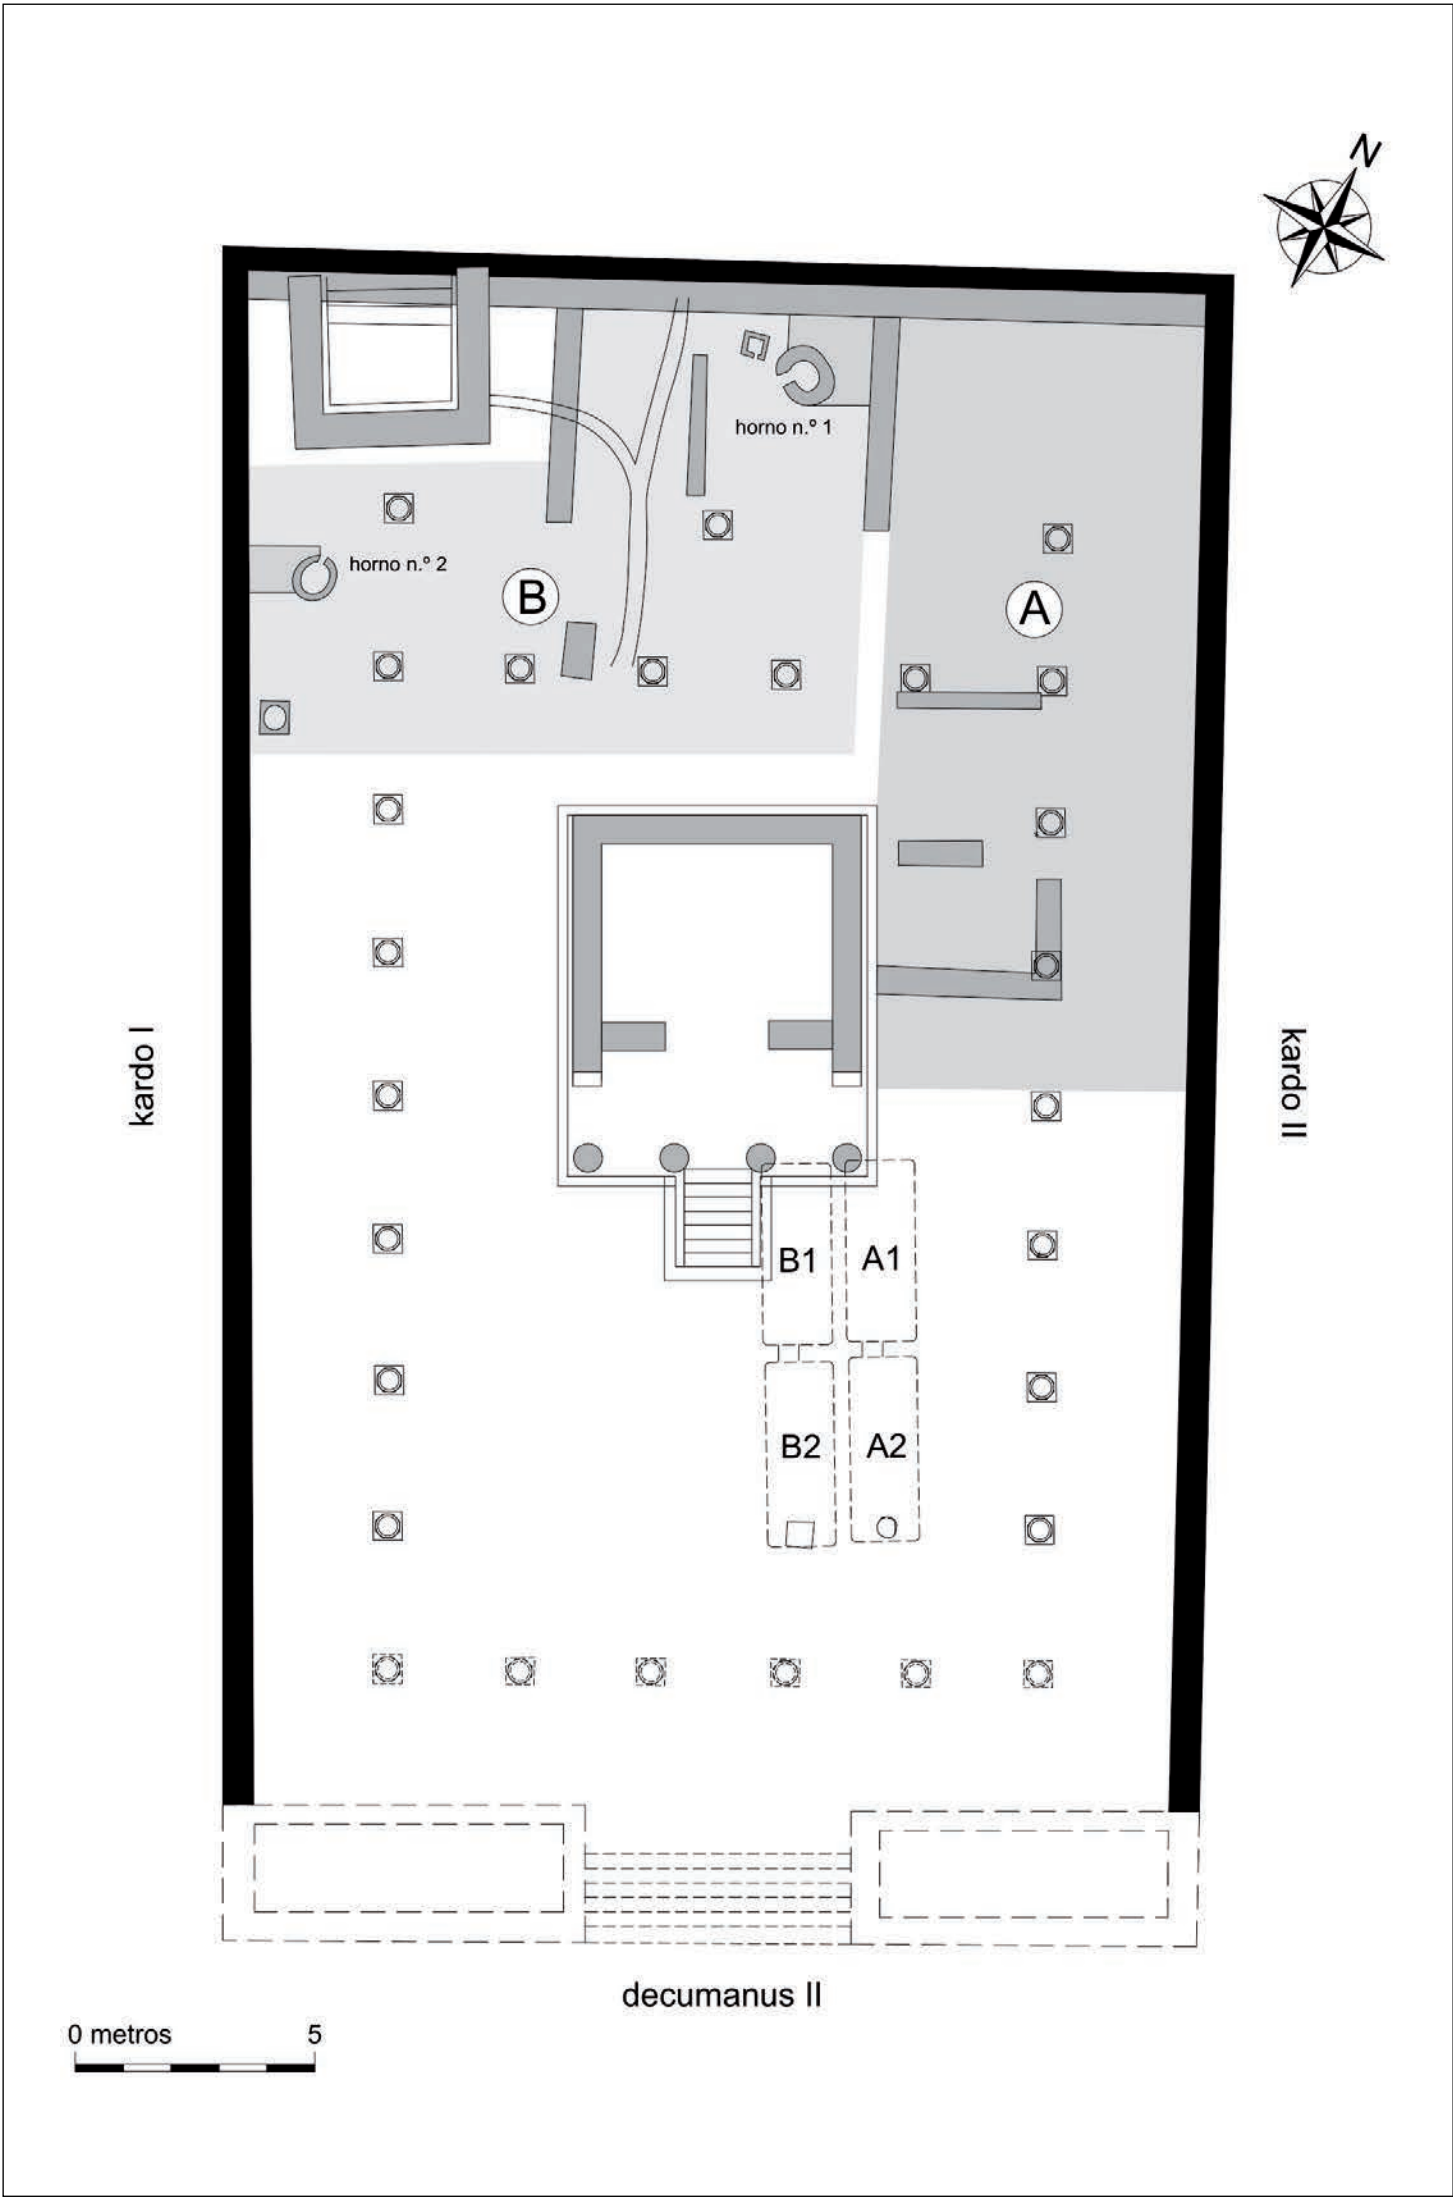 N
horno n.º 1
horno n.º 2
B
A
kardo I
kardo II
B1
A1
B2
A2
decumanus II
0 metros 5